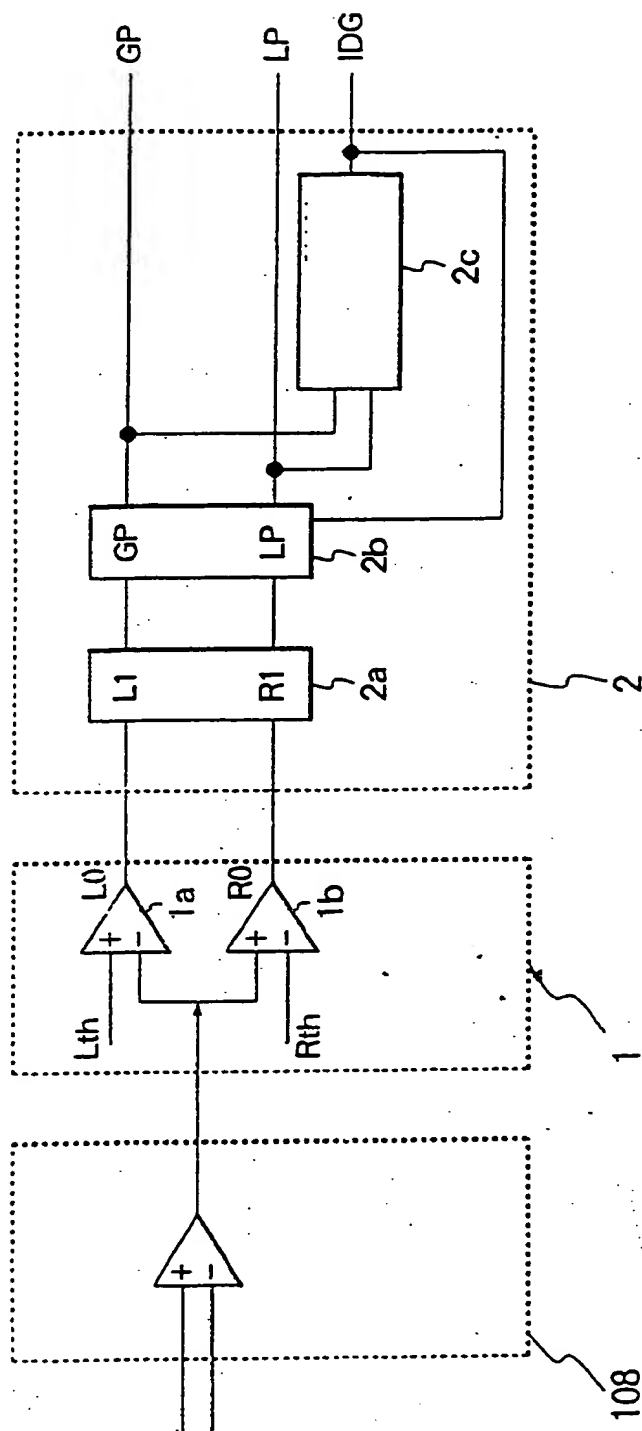 GP
LP
IDG
2c
GP
LP
2b
L1
R1
2a
2
L0
+
−
1a
R0
+
−
1b
Lth
Rth
1
+
−
108